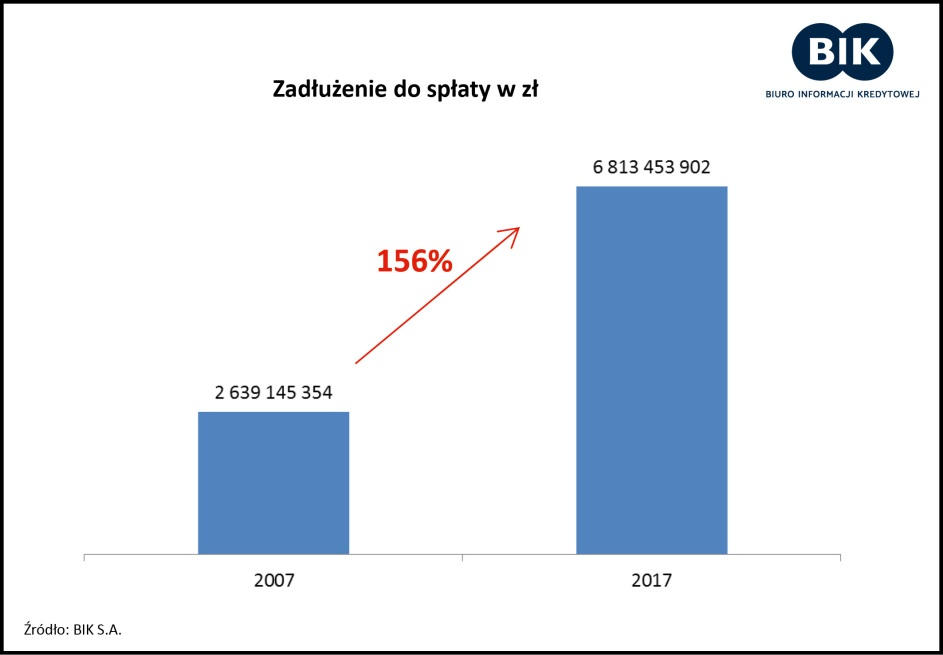 BIK
BIURO INFORMACJI KREDYTOWEJ
Zadłużenie do spłaty w zł
6 813 453 902
156%
2 639 145 354
2007
2017
Źródło: BIK S.A.